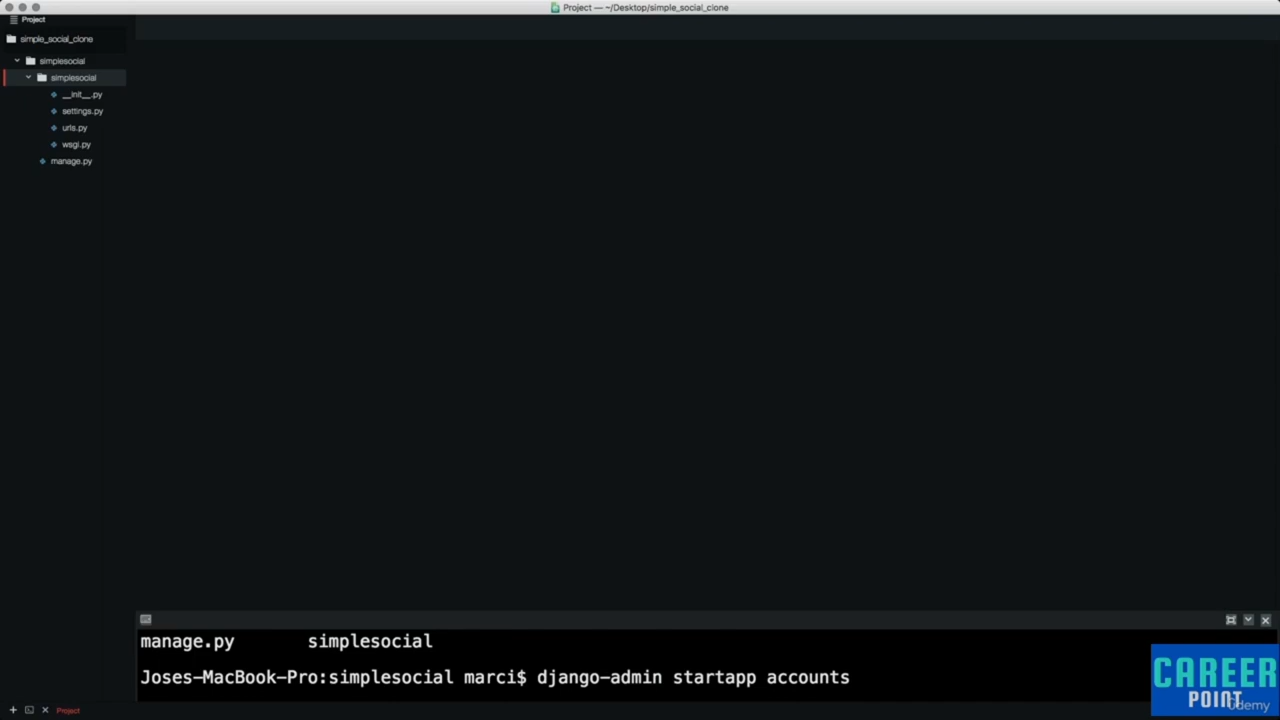 Project — ~/Desktop/simple_social_clone
Project
simple_social_clone
simplesocial
simplesocial
__init__.py
settings.py
urls.py
wsgi.py
manage.py
manage.py simplesocial
Joses-MacBook-Pro:simplesocial marci$ django-admin startapp accounts
CAREER
POINT
Udemy
Project